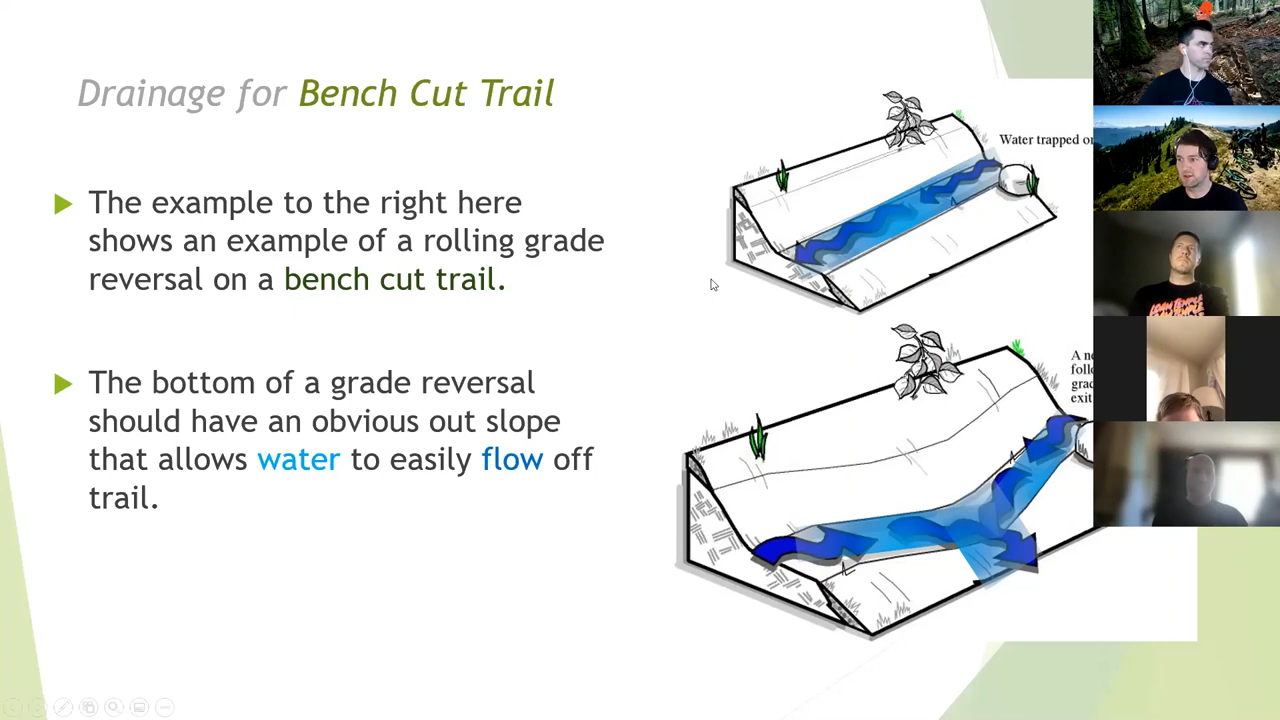 Drainage for Bench Cut Trail
The example to the right here
shows an example of a rolling grade
reversal on a bench cut trail.
The bottom of a grade reversal
should have an obvious out slope
that allows water to easily flow off
trail.
Water trapped
A
exit